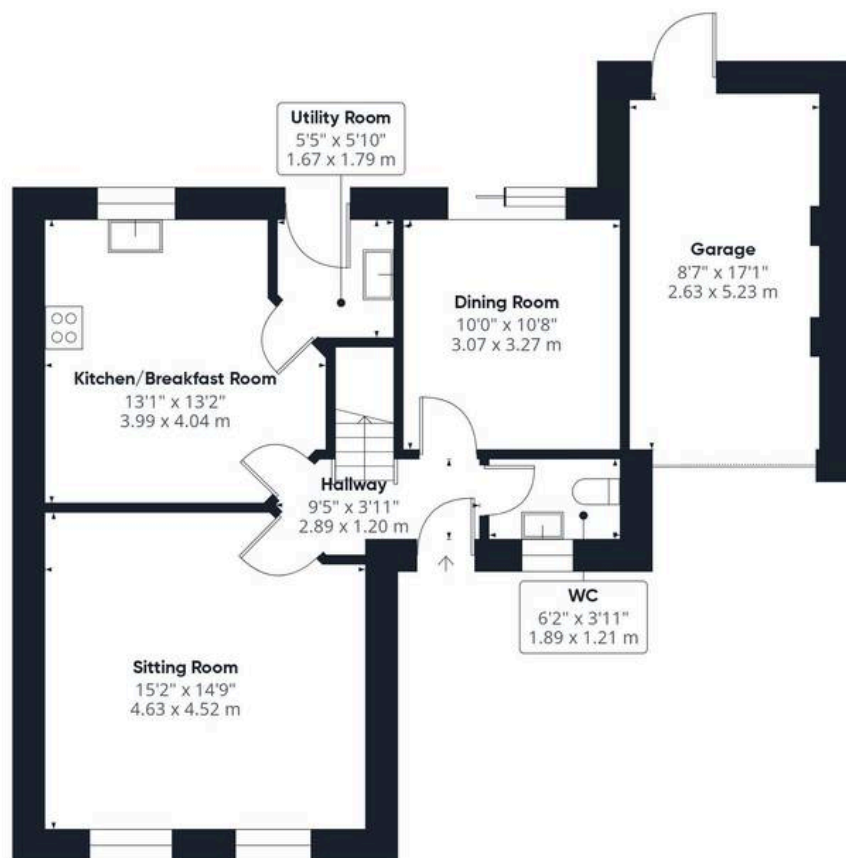 Utility Room
5'5" x 5'10"
1.67 x 1.79 m
Garage
8'7" x 17'1"
2.63 x 5.23 m
Dining Room
10'0" x 10'8"
3.07 x 3.27 m
Kitchen/Breakfast Room
13'1" x 13'2"
3.99 x 4.04 m
Hallway
9'5" x 3'11"
2.89 x 1.20 m
WC
6'2" x 3'11"
1.89 x 1.21 m
Sitting Room
15'2" x 14'9"
4.63 x 4.52 m